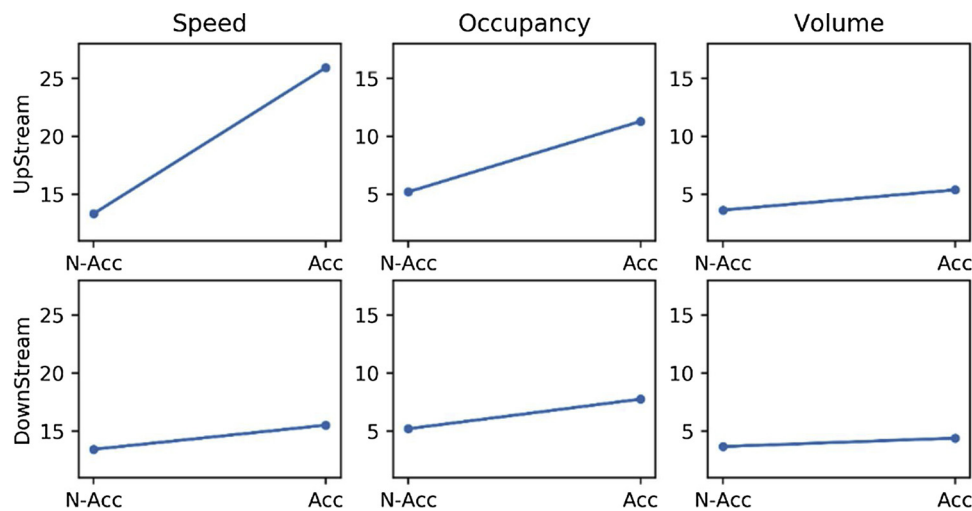 Speed Occupancy Volume
UpStream
25 15 15
20 10 10
15 5 5
N-Acc Acc N-Acc Acc N-Acc Acc
DownStream
25 15 15
20 10 10
15 5 5
N-Acc Acc N-Acc Acc N-Acc Acc